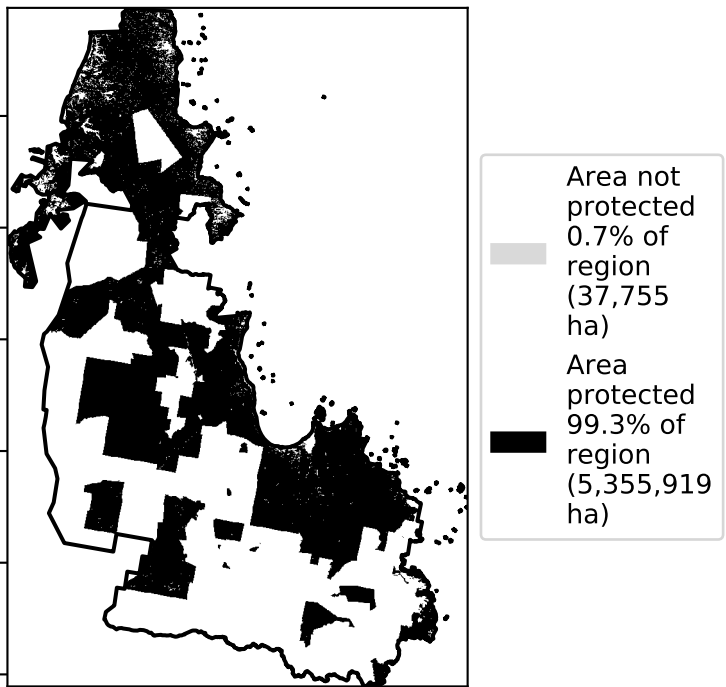 Area not
protected
0.7% of
region
(37,755
ha)
Area
protected
99.3% of
region
(5,355,919
ha)